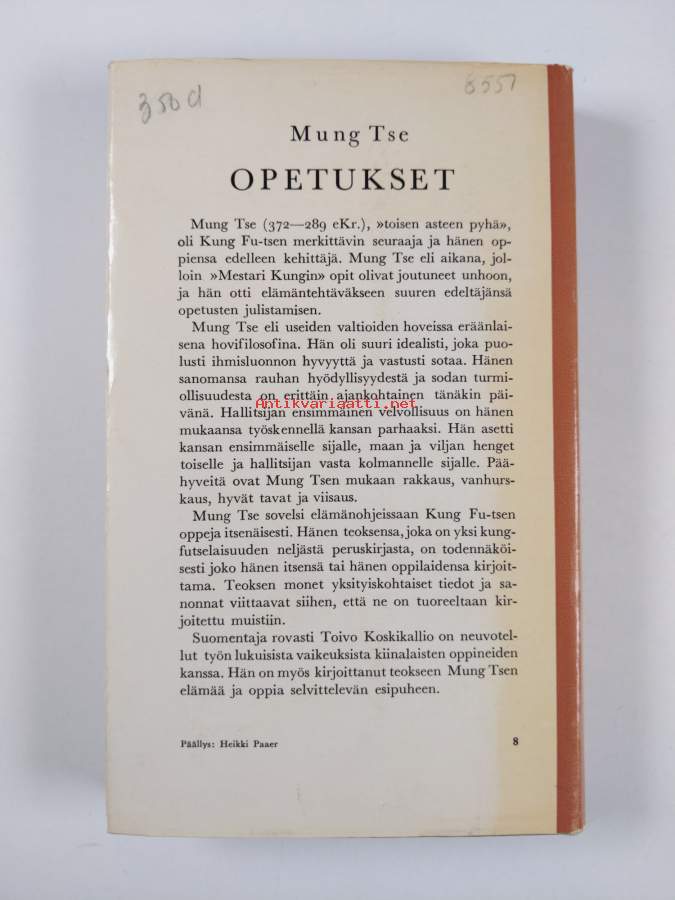 350d
8557
Mung Tse
OPETUKSET
Mung Tse (372—289 eKr.), »toisen asteen pyhä»,
oli Kung Fu-tsen merkittävin seuraaja ja hänen op-
piensa edelleen kehittäjä. Mung Tse eli aikana, jol-
loin »Mestari Kungin» opit olivat joutuneet unhoon,
ja hän otti elämäntehtäväkseen suuren edeltäjänsä
opetusten julistamisen.
Mung Tse eli useiden valtioiden hoveissa eräänlai-
sena hovifilosofina. Hän oli suuri idealisti, joka puo-
lusti ihmisluonnon hyvyyttä ja vastusti sotaa. Hänen
sanomansa rauhan hyödyllisyydestä ja sodan turmi-
ollisuudesta on erittäin ajankohtainen tänäkin päi-
Antikvariaatti.net
vänä. Hallitsijan ensimmäinen velvollisuus on hänen
mukaansa työskennellä kansan parhaaksi. Hän asetti
kansan ensimmäiselle sijalle, maan ja viljan henget
toiselle ja hallitsijan vasta kolmannelle sijalle. Pää-
hyveitä ovat Mung Tsen mukaan rakkaus, vanhurs-
kaus, hyvät tavat ja viisaus.
Mung Tse sovelsi elämänohjeissaan Kung Fu-tsen
oppeja itsenäisesti. Hänen teoksensa, joka on yksi kung-
futselaisuuden neljästä peruskirjasta, on todennäköi-
sesti joko hänen itsensä tai hänen oppilaidensa kirjoit-
tama. Teoksen monet yksityiskohtaiset tiedot ja sa-
nonnat viittaavat siihen, että ne on tuoreeltaan kir-
joitettu muistiin.
Suomentaja rovasti Toivo Koskikallio on neuvotel-
lut työn lukuisista vaikeuksista kiinalaisten oppineiden
kanssa. Hän on myös kirjoittanut teokseen Mung Tsen
elämää ja oppia selvittelevän esipuheen.
Päällys: Heikki Paaer
8